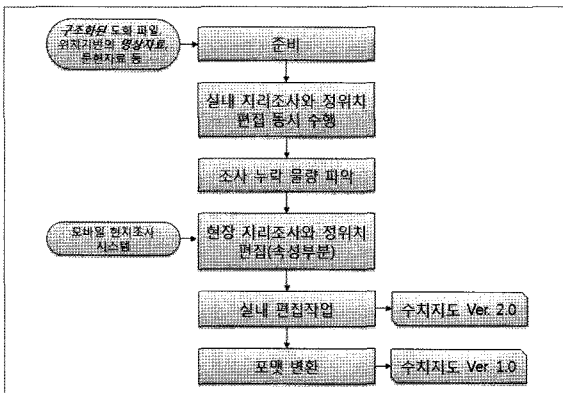 구조화된 도화 파일,
위치기반의 영상자료,
문헌자료 등
준비
실내 지리조사와 정위치
편집 동시 수행
조사 누락 물량 파악
모바일 현지조사
시스템
현장 지리조사와 정위치
편집(속성부분)
실내 편집작업
수치지도 Ver. 2.0
포맷 변환
수치지도 Ver. 1.0